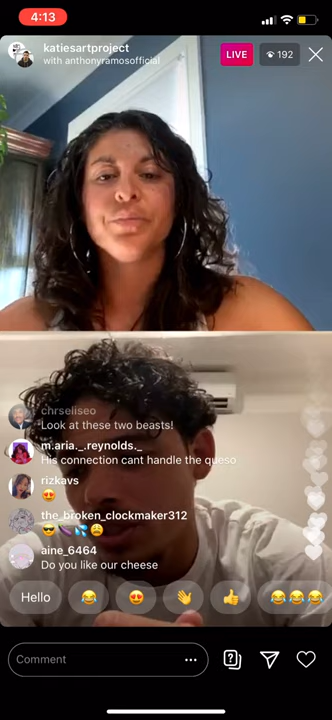 4:13
katiesartproject
with anthonyramosofficial
LIVE
192
chrseliseo
Look at these two beasts!
m.aria._.reynolds._
His connection cant handle the queso
rizkavs
😍
the_broken_clockmaker312
😎🍆💦😩
aine_6464
Do you like our cheese
Hello 😂 😍 👋 👍 😂😂😂
Comment